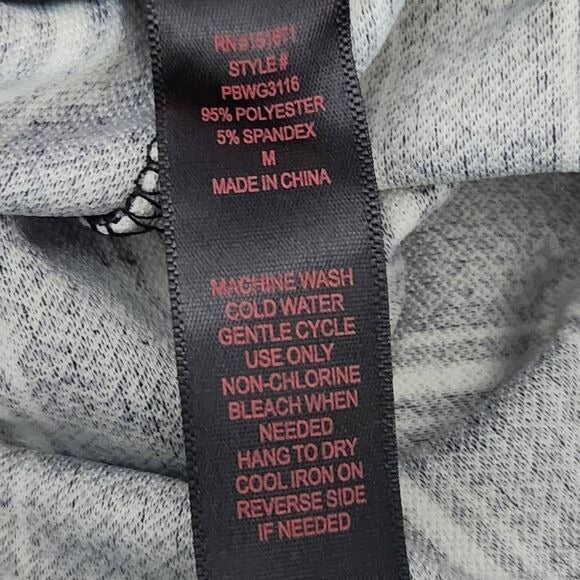 STYLE #
PBWG3116
95% POLYESTER
5% SPANDEX
M
MADE IN CHINA
MACHINE WASH
COLD WATER
GENTLE CYCLE
USE ONLY
NON-CHLORINE
BLEACH WHEN
NEEDED
HANG TO DRY
COOL IRON ON
REVERSE SIDE
IF NEEDED